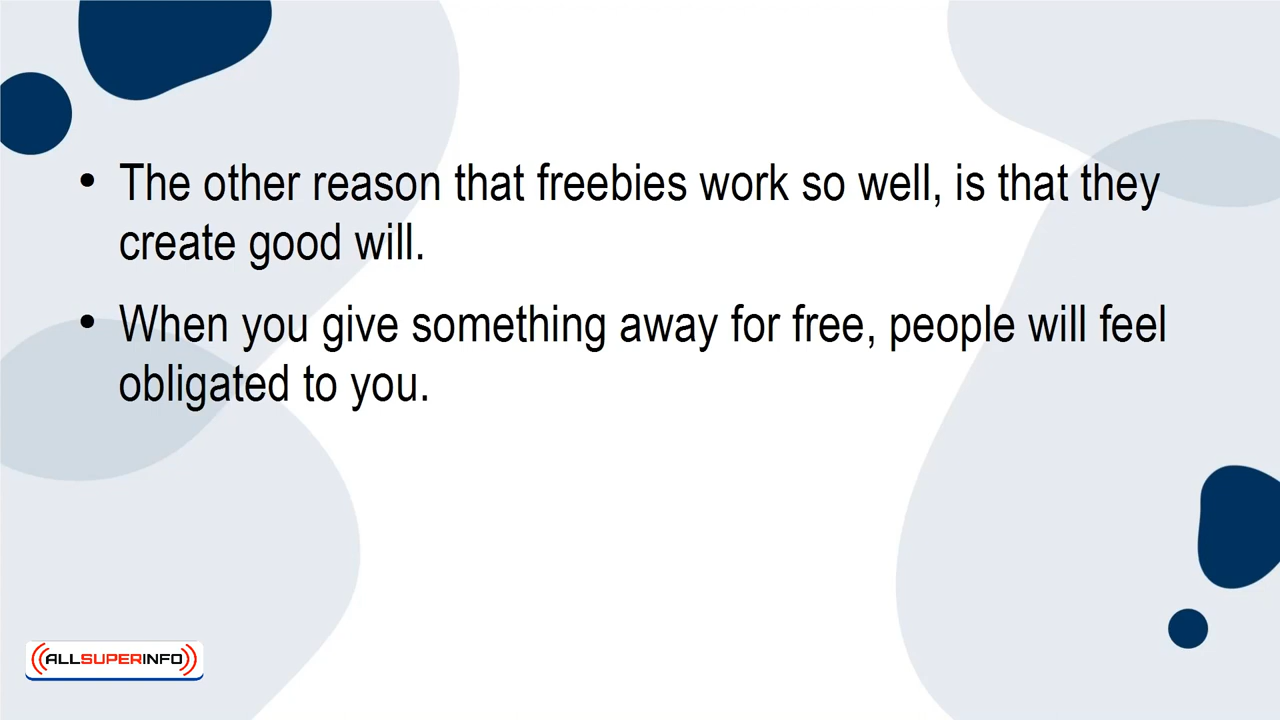 • The other reason that freebies work so well, is that they
create good will.
• When you give something away for free, people will feel
obligated to you.
ALLSUPERINFO